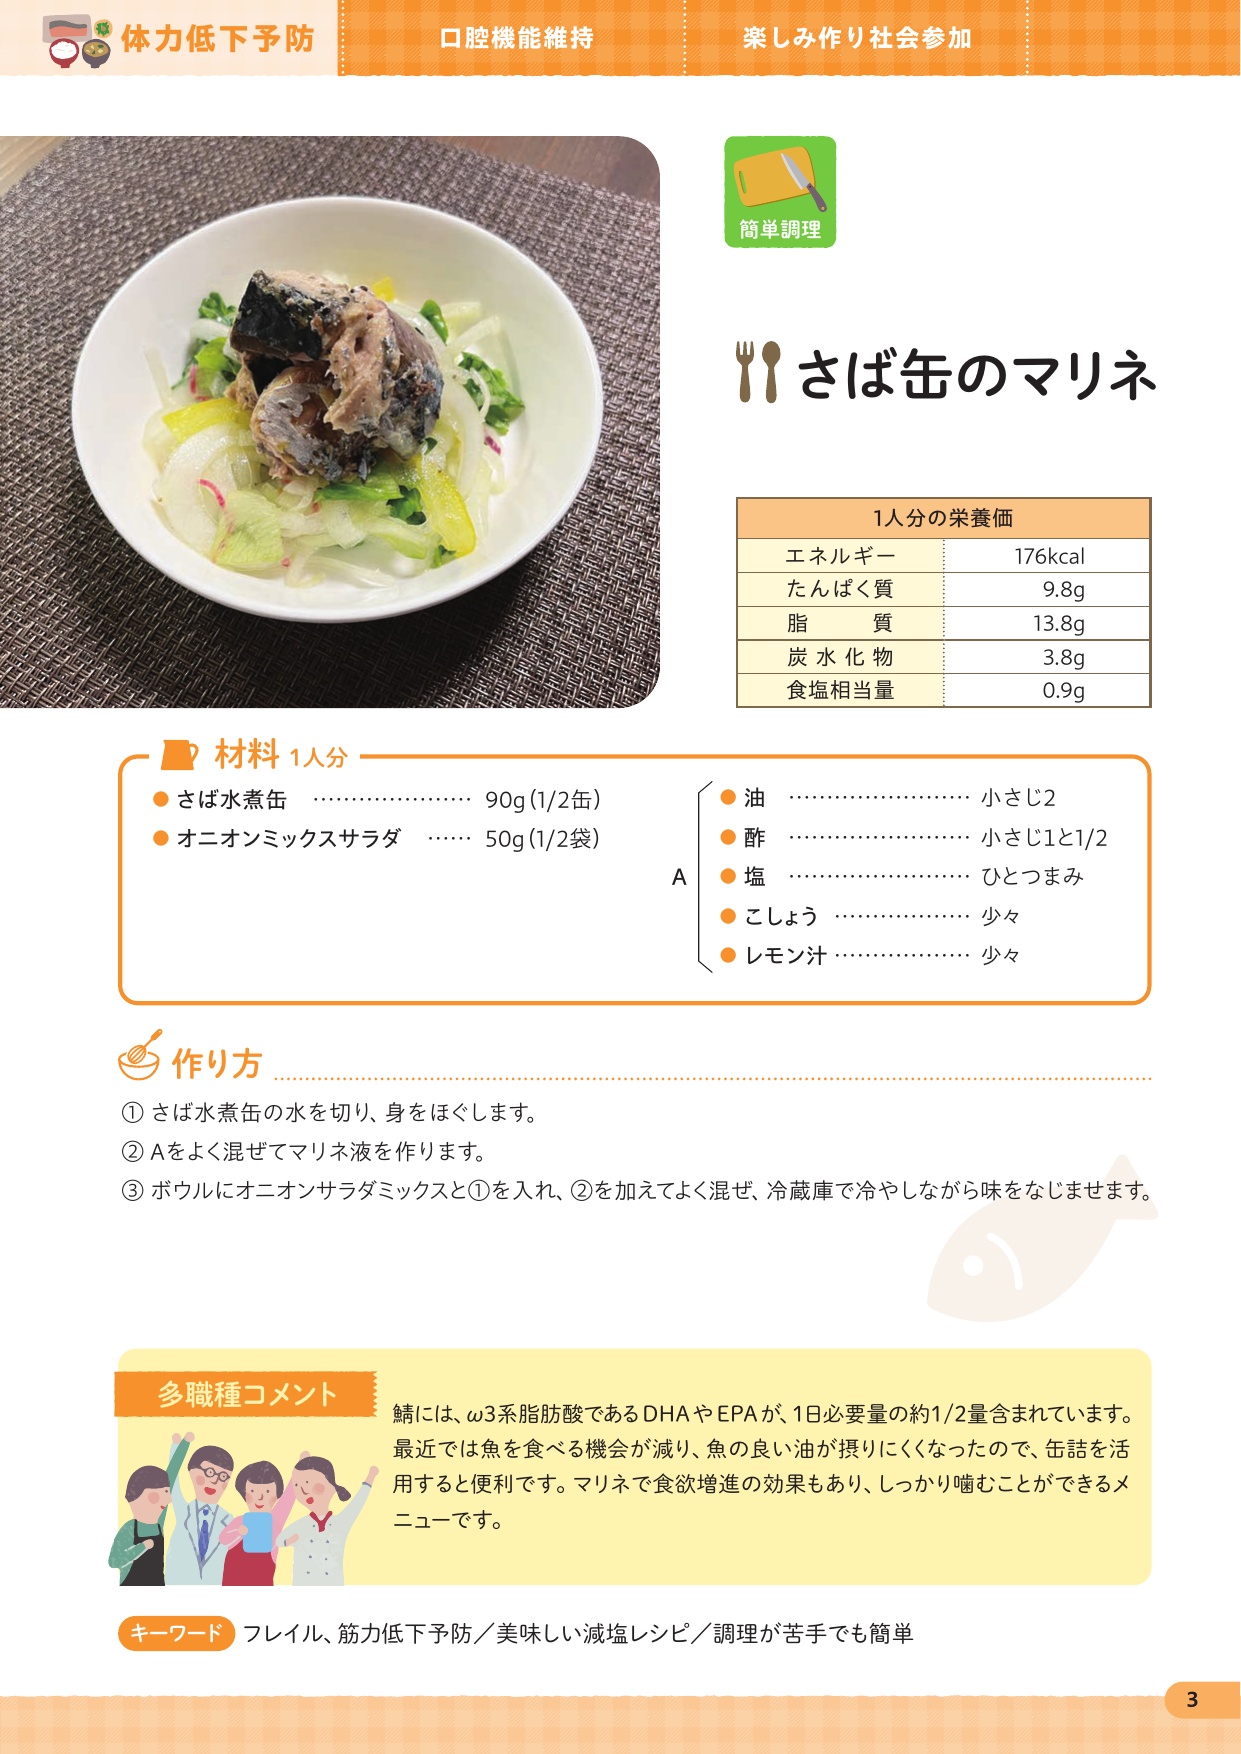 体力低下予防
口腔機能維持
楽しみ作り社会参加
簡単調理
さば缶のマリネ
1人分の栄養価
エネルギー 176kcal
たんぱく質 9.8g
脂質 13.8g
炭水化物 3.8g
食塩相当量 0.9g
材料 1人分
● さば水煮缶 ………………… 90g(1/2缶)
● オニオンミックスサラダ …… 50g(1/2袋)
A
● 油 …………………… 小さじ2
● 酢 …………………… 小さじ1と1/2
● 塩 …………………… ひとつまみ
● こしょう ……………… 少々
● レモン汁 ……………… 少々
作り方
① さば水煮缶の水を切り、身をほぐします。
② Aをよく混ぜてマリネ液を作ります。
③ ボウルにオニオンサラダミックスと①を入れ、②を加えてよく混ぜ、冷蔵庫で冷やしながら味をなじませます。
多職種コメント
鯖には、ω3系脂肪酸であるDHAやEPAが、1日必要量の約1/2量含まれています。
最近では魚を食べる機会が減り、魚の良い油が摂りにくくなったので、缶詰を活
用すると便利です。マリネで食欲増進の効果もあり、しっかり噛むことができるメ
ニューです。
キーワード フレイル、筋力低下予防／美味しい減塩レシピ／調理が苦手でも簡単
3